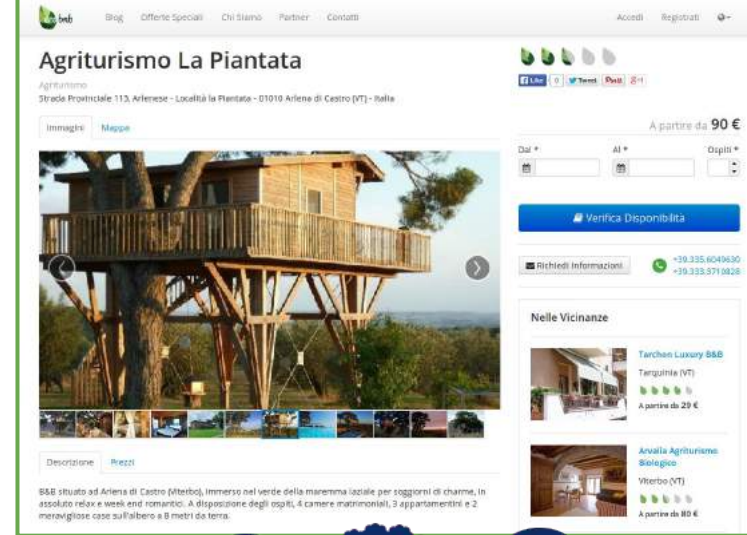 bnb
Blog Offerte Speciali Chi Siamo Partner Contatti
Accedi Registrati
Agriturismo La Piantata
Agriturismo
Strada Provinciale 113, Arlenese - Località la Piantata - 01010 Arlena di Castro (VT) - Italia
Immagini Mappa
Like 0 Tweet Pin It +1
A partire da 90 €
Dal * Al * Ospiti *
Verifica Disponibilità
Richiedi Informazioni
+39.335.6049630
+39.333.3710828
Nelle Vicinanze
Tarchon Luxury B&B
Tarquinia (VT)
A partire da 29 €
Arvalia Agriturismo
Biologico
Viterbo (VT)
A partire da 80 €
Descrizione Prezzi
B&B situato ad Arlena di Castro (Viterbo), immerso nel verde della maremma laziale per soggiorni di charme, in
assoluto relax e week end romantici. A disposizione degli ospiti, 4 camere matrimoniali, 3 appartamentini e 2
meravigliose case sull'albero a 8 metri da terra.